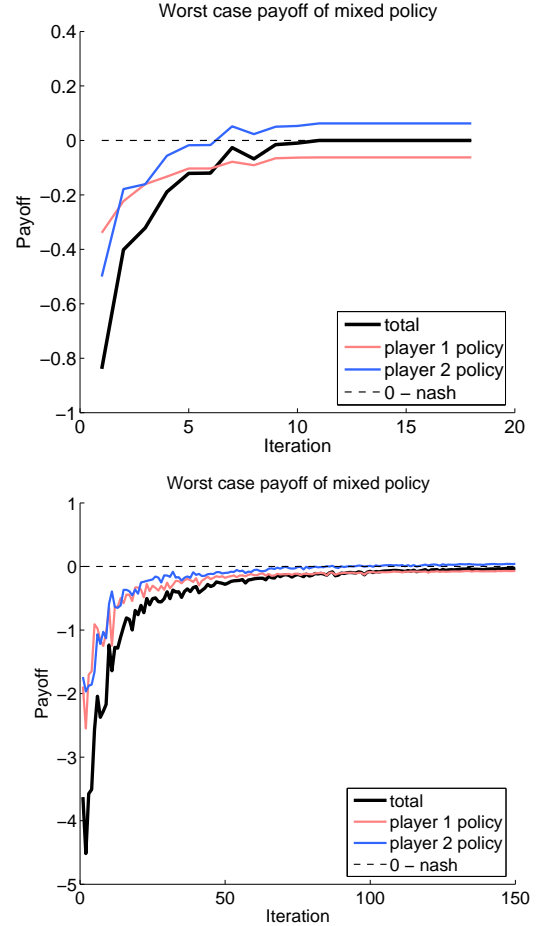 Worst case payoff of mixed policy
0.4
0.2
0
−0.2
−0.4
−0.6
−0.8
−1
Payoff
total
player 1 policy
player 2 policy
0 − nash
0 5 10 15 20
Iteration
Worst case payoff of mixed policy
1
0
−1
−2
−3
−4
−5
Payoff
total
player 1 policy
player 2 policy
0 − nash
0 50 100 150
Iteration